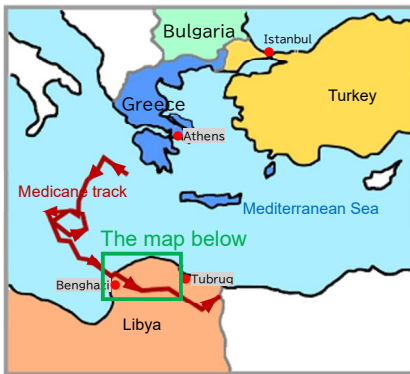 Bulgaria
Istanbul
Greece
Turkey
Athens
Medicane track
Mediterranean Sea
The map below
Benghazi
Tubruq
Libya